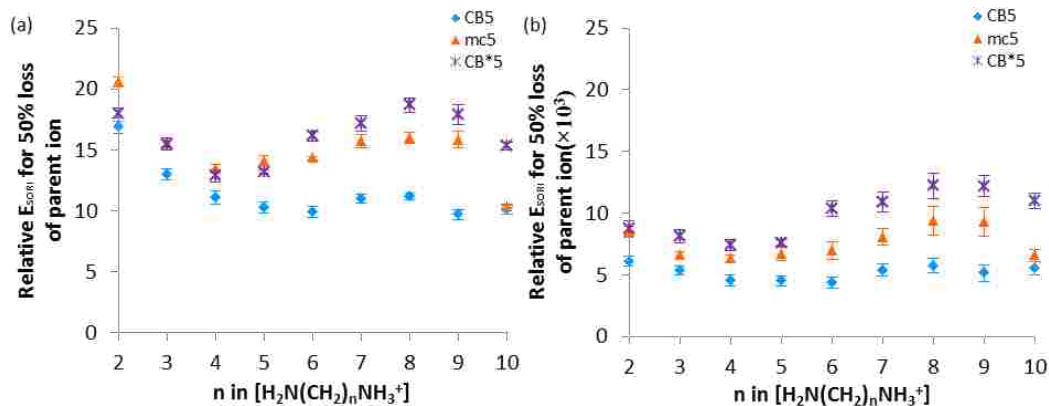 (a)
Relative E_SORI for 50% loss
of parent ion
25
20
15
10
5
0
2 3 4 5 6 7 8 9 10
n in [H₂N(CH₂)ₙNH₃⁺]
CB5
mc5
CB*5
(b)
Relative E_SORI for 50% loss
of parent ion(×10³)
25
20
15
10
5
0
2 3 4 5 6 7 8 9 10
n in [H₂N(CH₂)ₙNH₃⁺]
CB5
mc5
CB*5